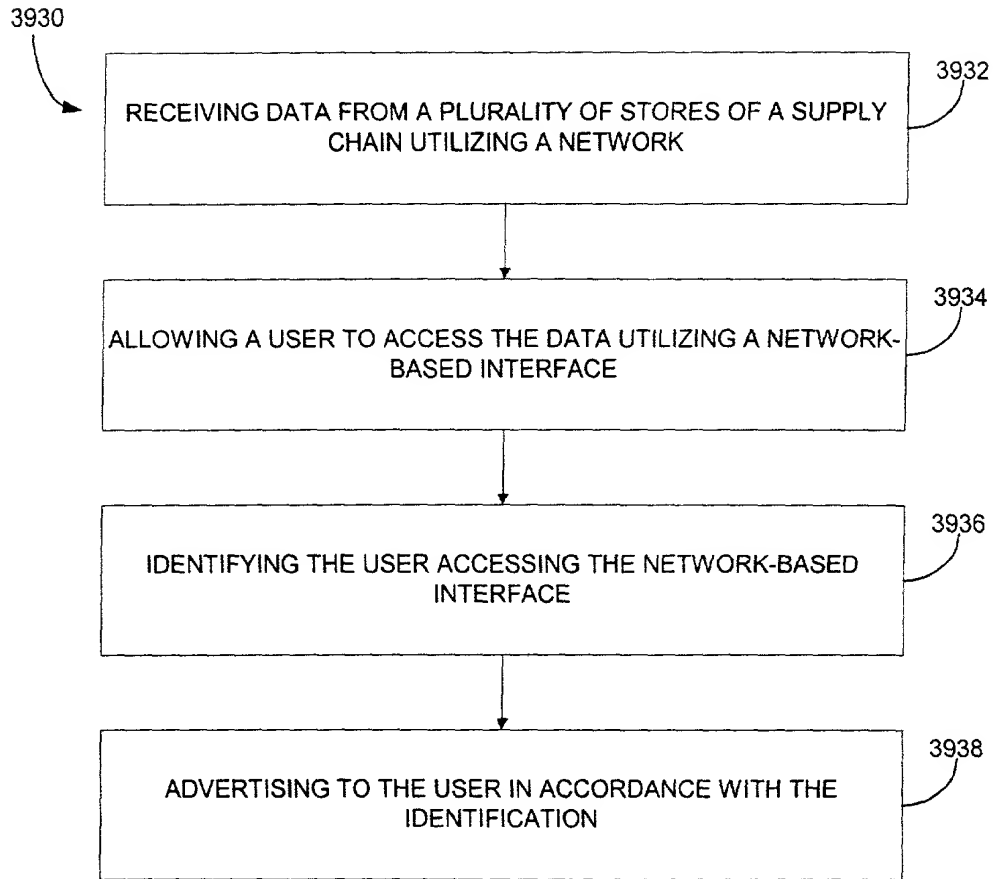 3930
3932
RECEIVING DATA FROM A PLURALITY OF STORES OF A SUPPLY
CHAIN UTILIZING A NETWORK
3934
ALLOWING A USER TO ACCESS THE DATA UTILIZING A NETWORK-
BASED INTERFACE
3936
IDENTIFYING THE USER ACCESSING THE NETWORK-BASED
INTERFACE
3938
ADVERTISING TO THE USER IN ACCORDANCE WITH THE
IDENTIFICATION